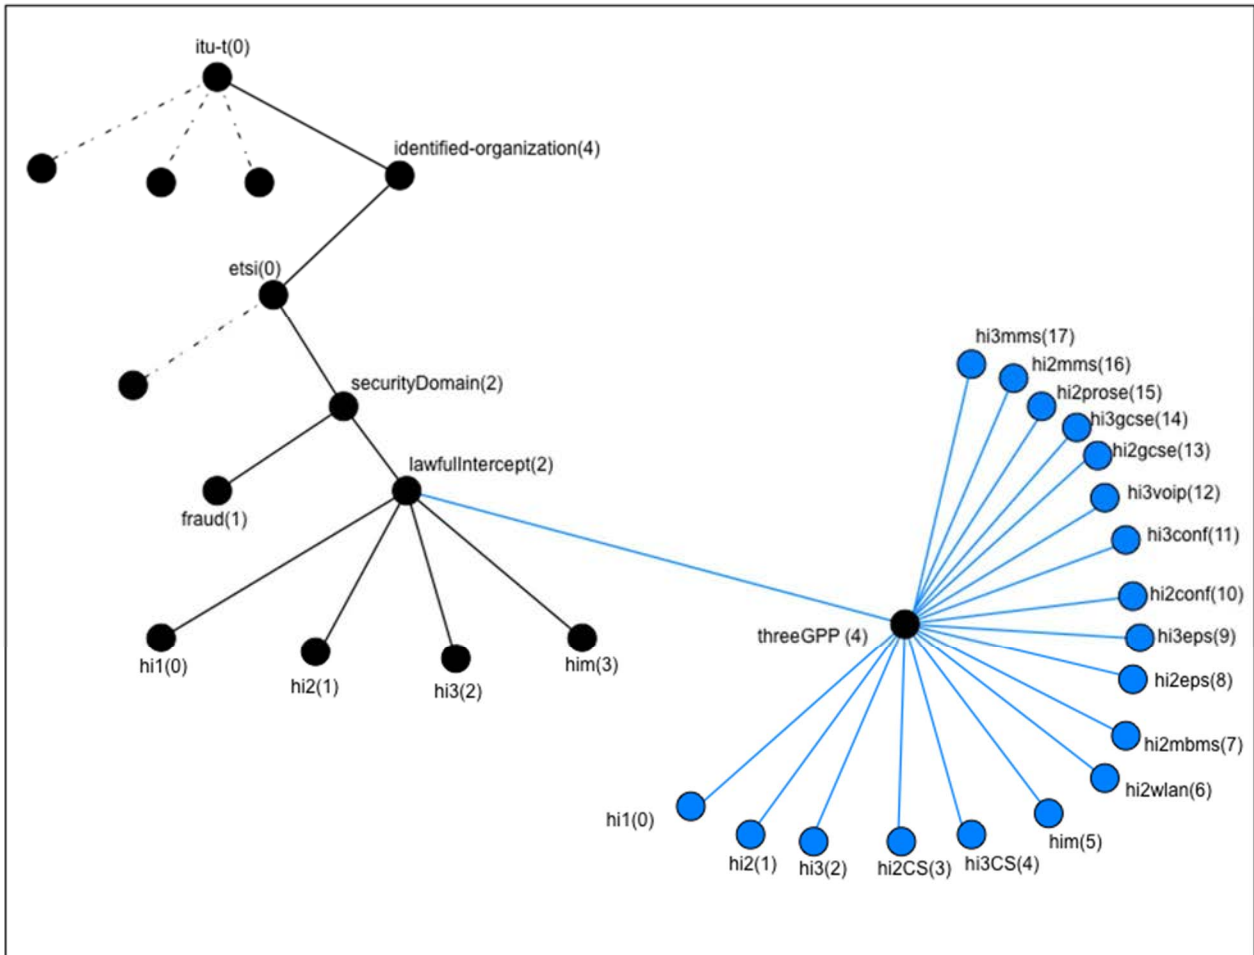 itu-t(0)
identified-organization(4)
etsi(0)
securityDomain(2)
lawfulIntercept(2)
fraud(1)
hi1(0)
hi2(1)
hi3(2)
him(3)
threeGPP (4)
hi3mms(17)
hi2mms(16)
hi2prose(15)
hi3gcse(14)
hi2gcse(13)
hi3voip(12)
hi3conf(11)
hi2conf(10)
hi3eps(9)
hi2eps(8)
hi2mbms(7)
hi2wlan(6)
him(5)
hi3CS(4)
hi2CS(3)
hi3(2)
hi2(1)
hi1(0)